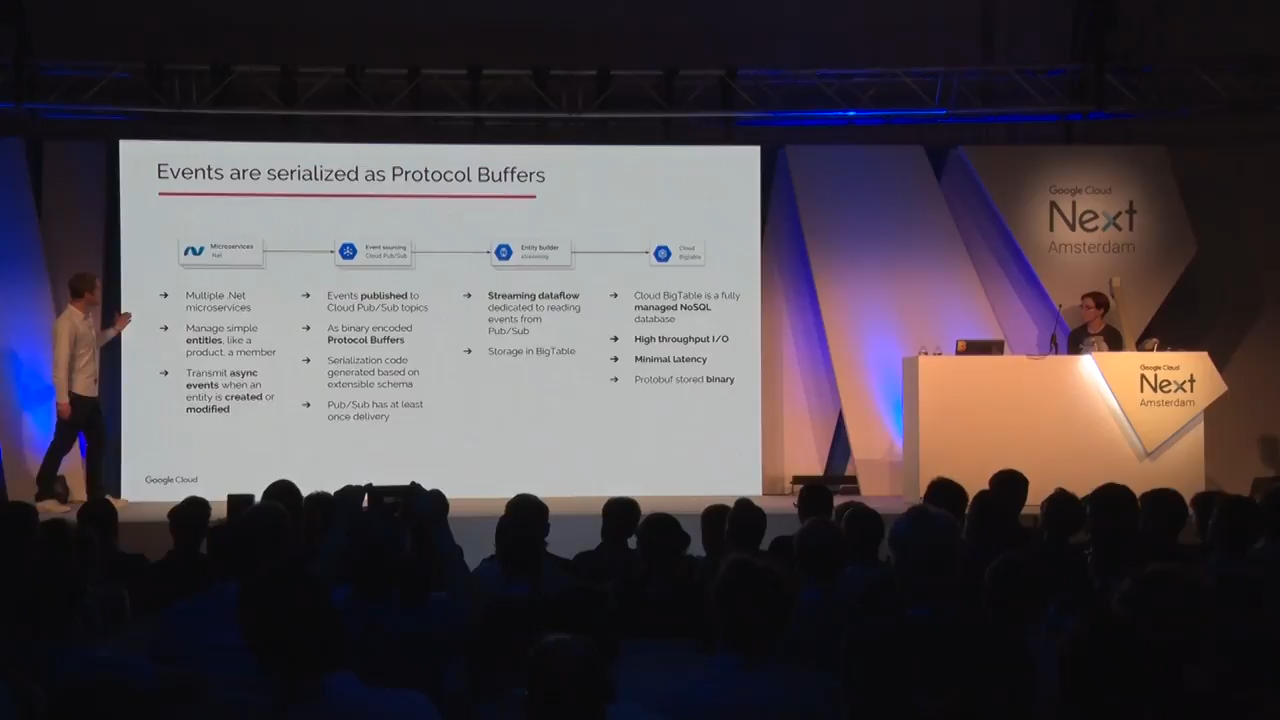 Events are serialized as Protocol Buffers
Microservices
.Net
Event sourcing
Cloud Pub/Sub
Entity builder
streaming
Cloud
Bigtable
➔ Multiple .Net
microservices
➔ Manage simple
entities, like a
product, a member
➔ Transmit async
events when an
entity is created or
modified
➔ Events published to
Cloud Pub/Sub topics
➔ As binary encoded
Protocol Buffers
➔ Serialization code
generated based on
extensible schema
➔ Pub/Sub has at least
once delivery
➔ Streaming dataflow
dedicated to reading
events from
Pub/Sub
➔ Storage in BigTable
➔ Cloud BigTable is a fully
managed NoSQL
database
➔ High throughput I/O
➔ Minimal latency
➔ Protobuf stored binary
Google Cloud
Google Cloud
Next
Amsterdam
Google Cloud
Next
Amsterdam